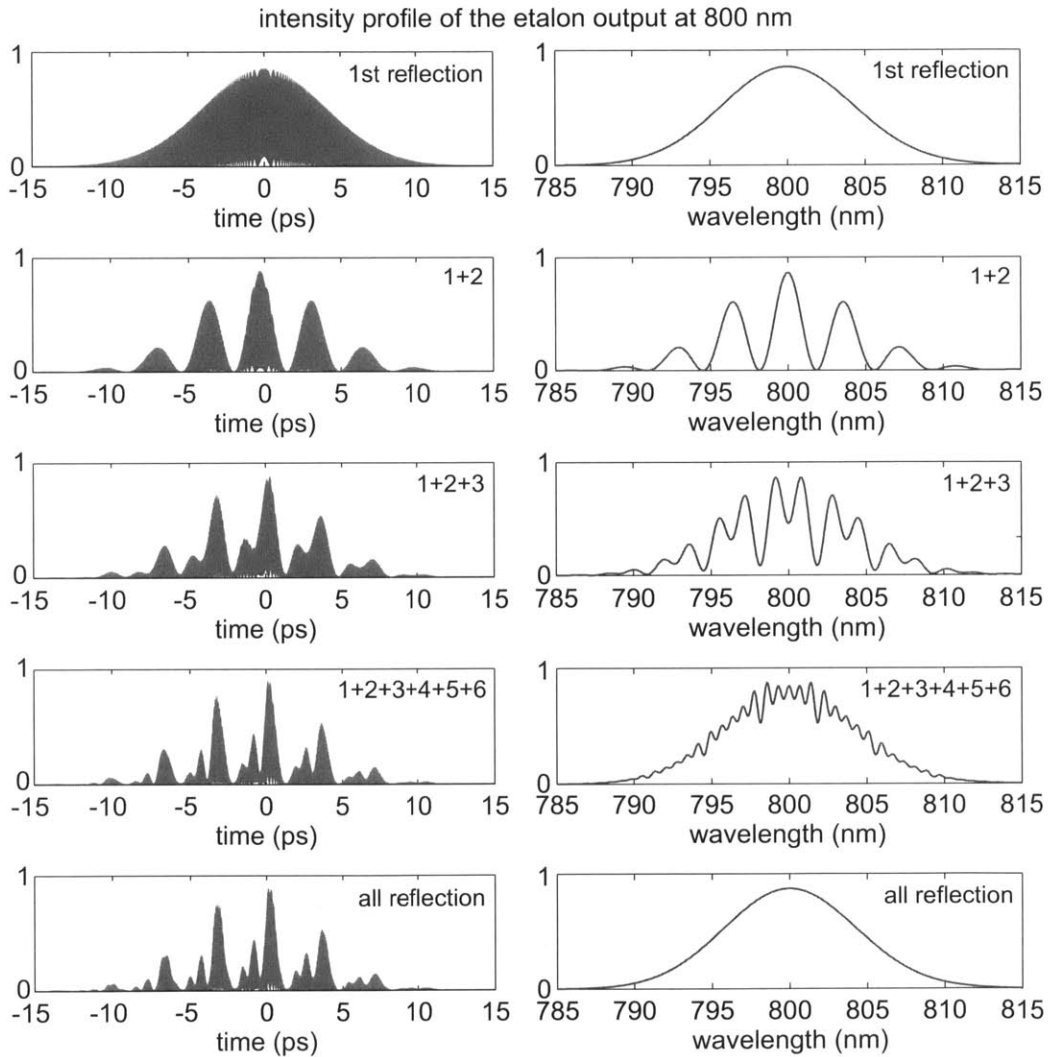 intensity profile of the etalon output at 800 nm
1
1st reflection
0
-15 -10 -5 0 5 10 15
time (ps)
1
1st reflection
0
785 790 795 800 805 810 815
wavelength (nm)
1
1+2
0
-15 -10 -5 0 5 10 15
time (ps)
1
1+2
0
785 790 795 800 805 810 815
wavelength (nm)
1
1+2+3
0
-15 -10 -5 0 5 10 15
time (ps)
1
1+2+3
0
785 790 795 800 805 810 815
wavelength (nm)
1
1+2+3+4+5+6
0
-15 -10 -5 0 5 10 15
time (ps)
1
1+2+3+4+5+6
0
785 790 795 800 805 810 815
wavelength (nm)
1
all reflection
0
-15 -10 -5 0 5 10 15
time (ps)
1
all reflection
0
785 790 795 800 805 810 815
wavelength (nm)